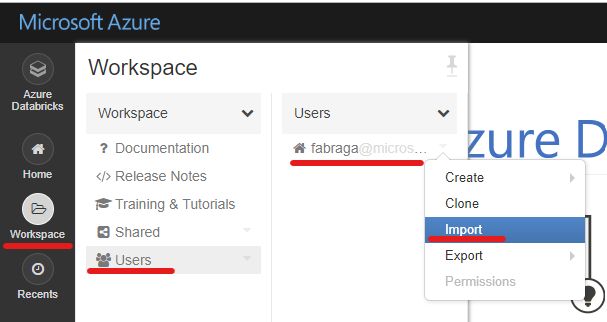 Microsoft Azure
Azure
Databricks
Home
Workspace
Recents
Workspace
Workspace
Documentation
Release Notes
Training & Tutorials
Shared
Users
Users
fabraga@micros...
zure D
Create
Clone
Import
Export
Permissions